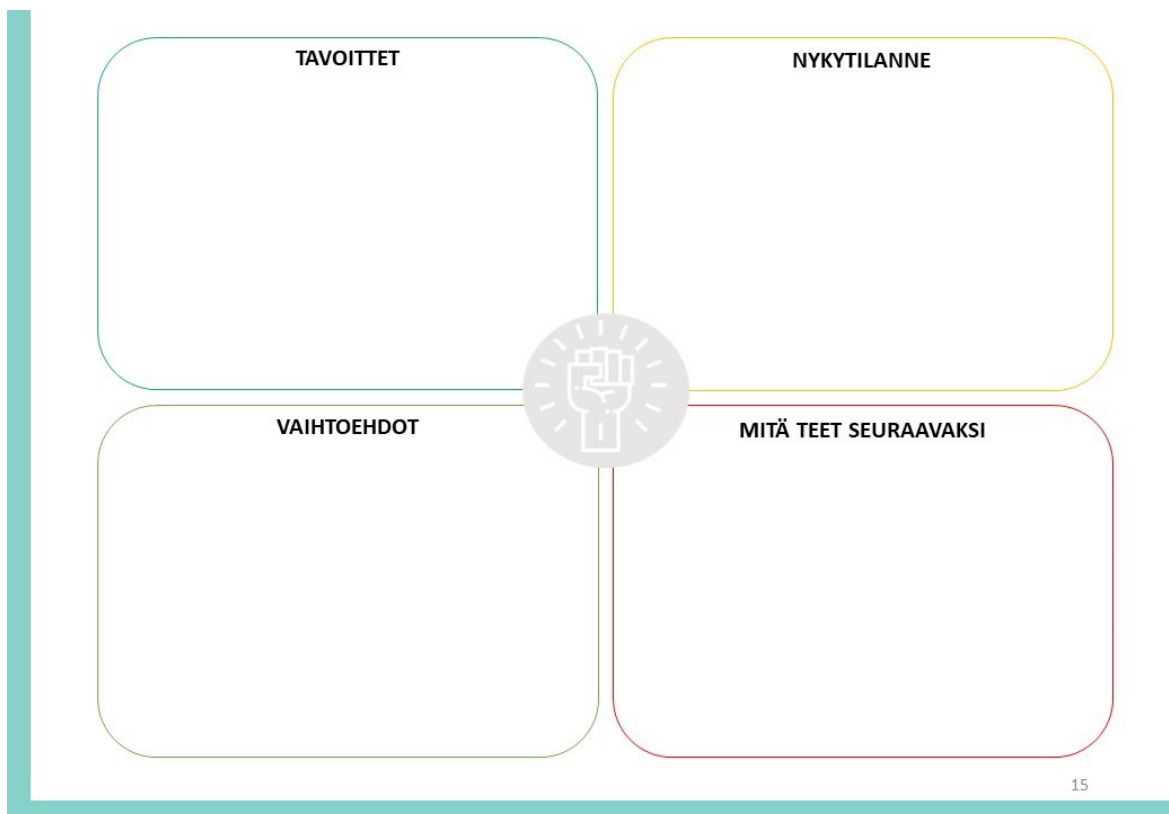 TAVOITTET
NYKYTILANNE
VAIHTOEHDOT
MITÄ TEET SEURAAVAKSI
15